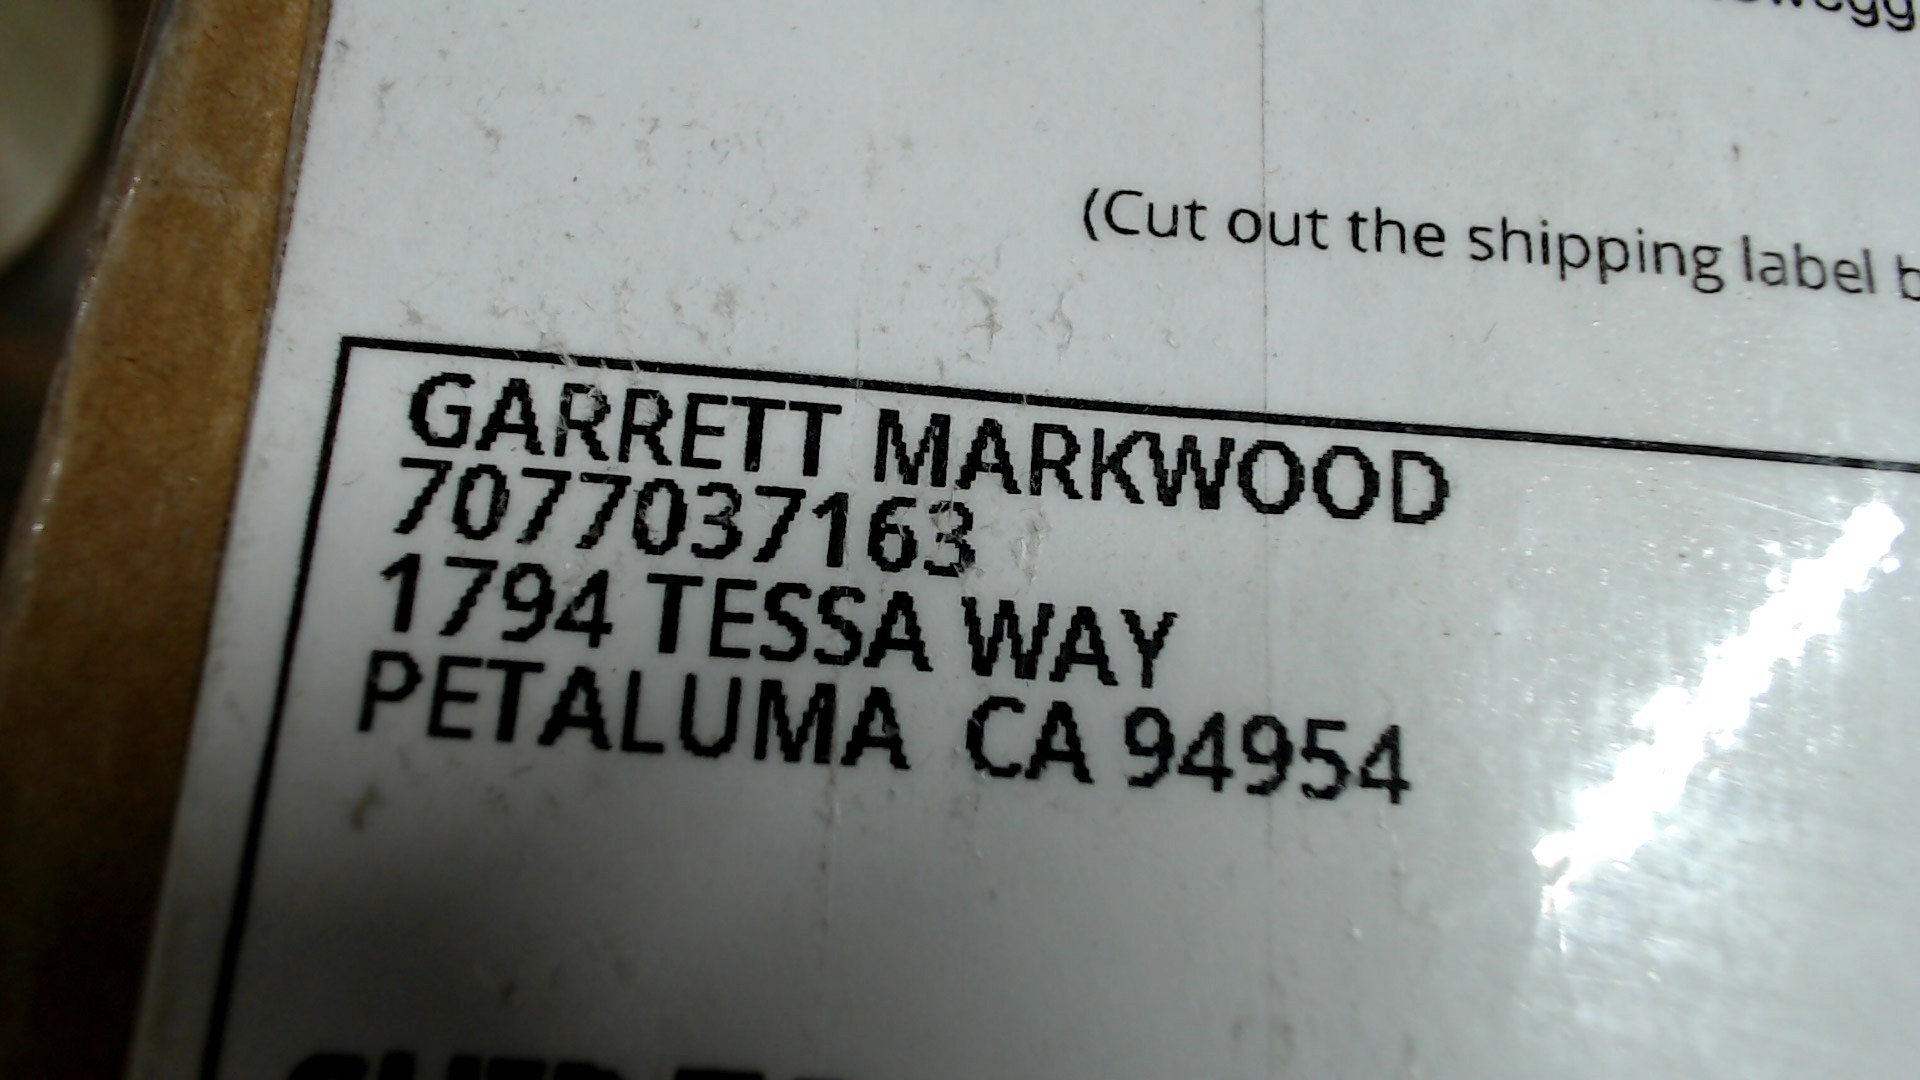 (Cut out the shipping label
GARRETT MARKWOOD
7077037163
1794 TESSA WAY
PETALUMA CA 94954